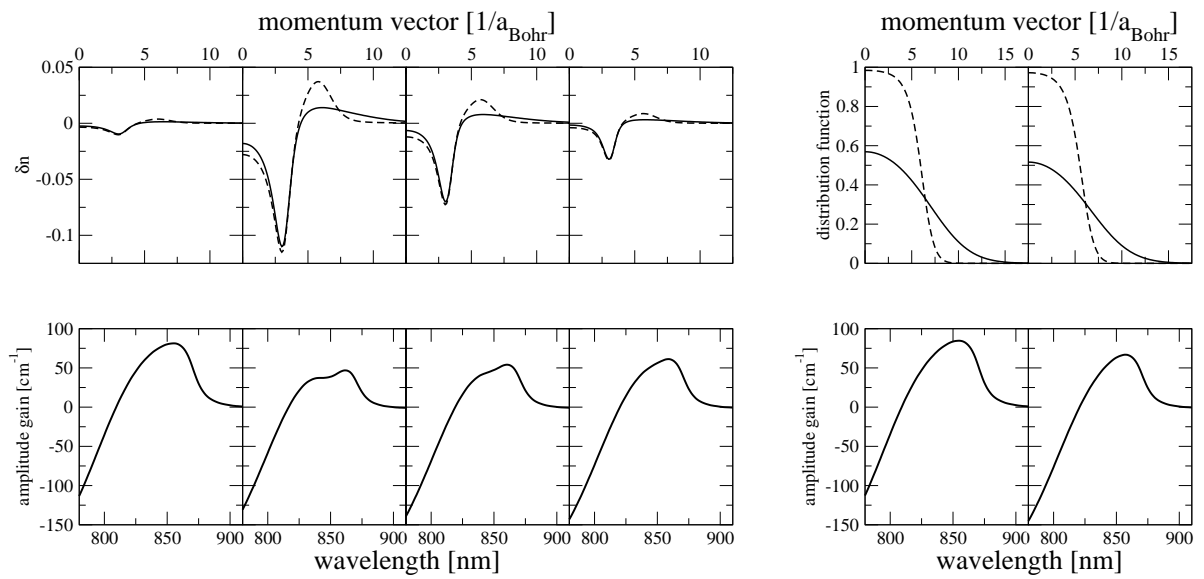 momentum vector [1/a_Bohr] momentum vector [1/a_Bohr]
0 5 10 0 5 10 0 5 10 0 5 10 0 5 10 15 0 5 10 15
0.05 1
0 0.8
-0.05 0.6
-0.1 0.4
0.2
0
δn distribution function
100 100
50 50
0 0
-50 -50
-100 -100
-150 -150
amplitude gain [cm^-1] amplitude gain [cm^-1]
800 850 900 800 850 900 800 850 900 800 850 900 800 850 900 800 850 900
wavelength [nm] wavelength [nm]